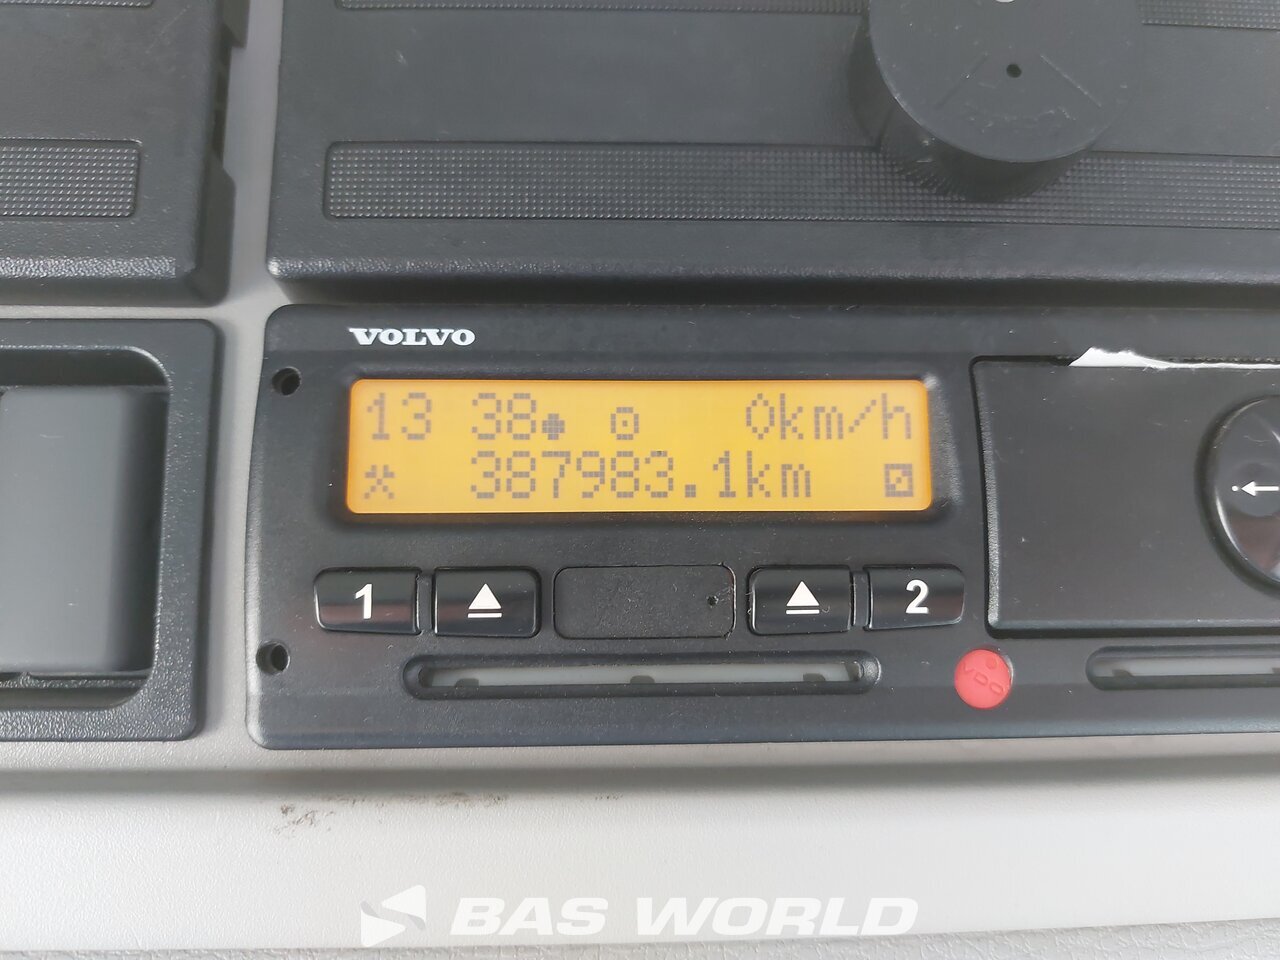 VOLVO
13 38 0km/h
387983.1km
1 2
VDO
BAS WORLD